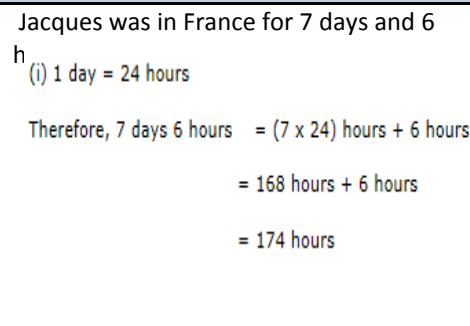 Jacques was in France for 7 days and 6
h
(i) 1 day = 24 hours
Therefore, 7 days 6 hours = (7 x 24) hours + 6 hours
= 168 hours + 6 hours
= 174 hours